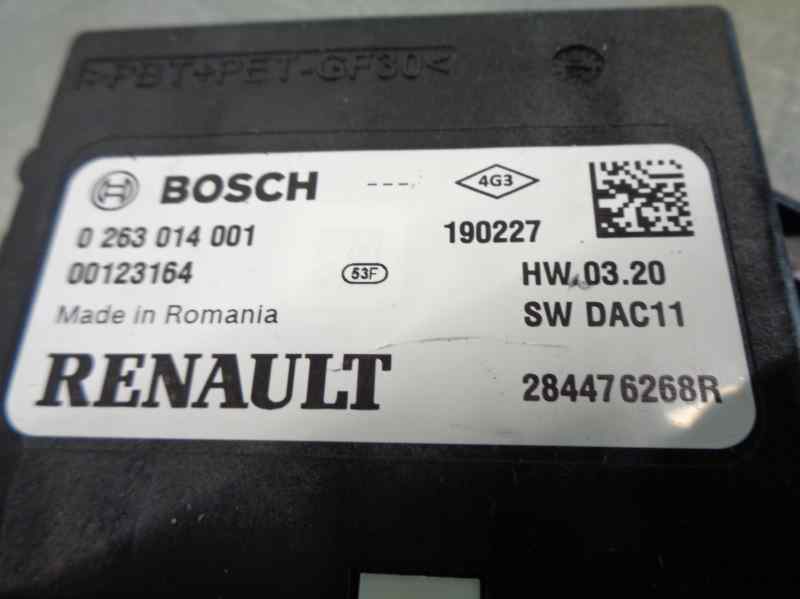 >PBT+PET-GF30<
BOSCH --- 4G3
0 263 014 001 190227
00123164 53F HW 03.20
Made in Romania SW DAC11
RENAULT 284476268R